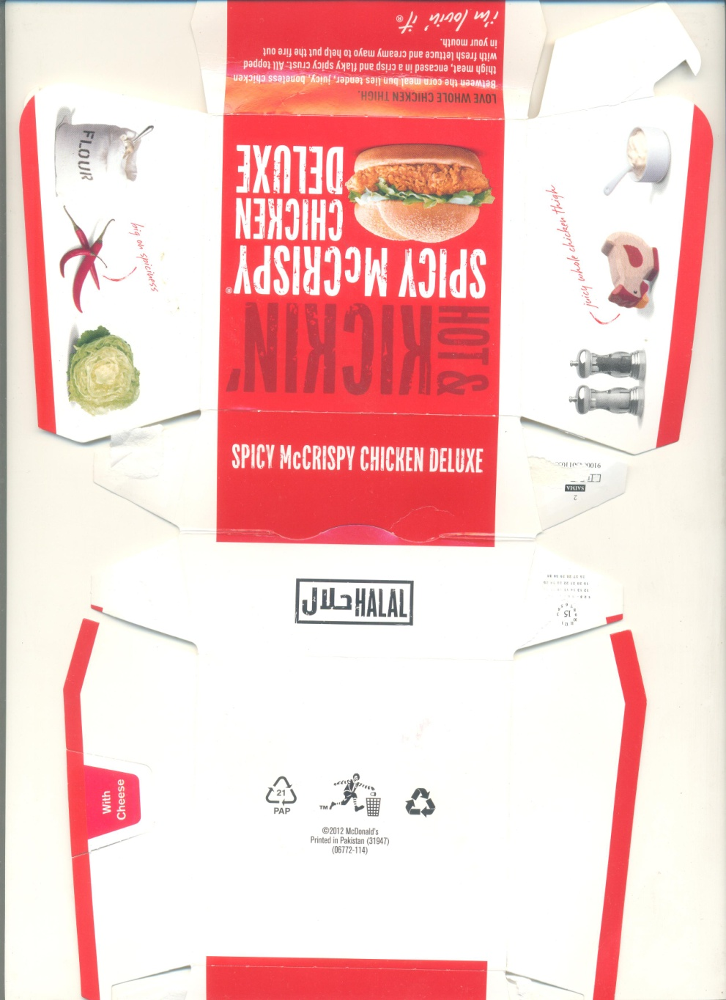 LOVE WHOLE CHICKEN THIGH.
Between the corn meal bun lies tender, juicy, boneless chicken
thigh meat, encased in a crisp and flaky spicy crust. All topped
with fresh lettuce and creamy mayo to help put the fire out
in your mouth.
i'm lovin' it®
HOT &
KICKIN'
SPICY McCRISPY®
CHICKEN
DELUXE
FLOUR
big on spiciness
juicy whole chicken thigh
SPICY McCRISPY CHICKEN DELUXE
2
SAIMA
حلال HALAL
15
With
Cheese
21
PAP
TM
©2012 McDonald's
Printed in Pakistan (31947)
(06772-114)